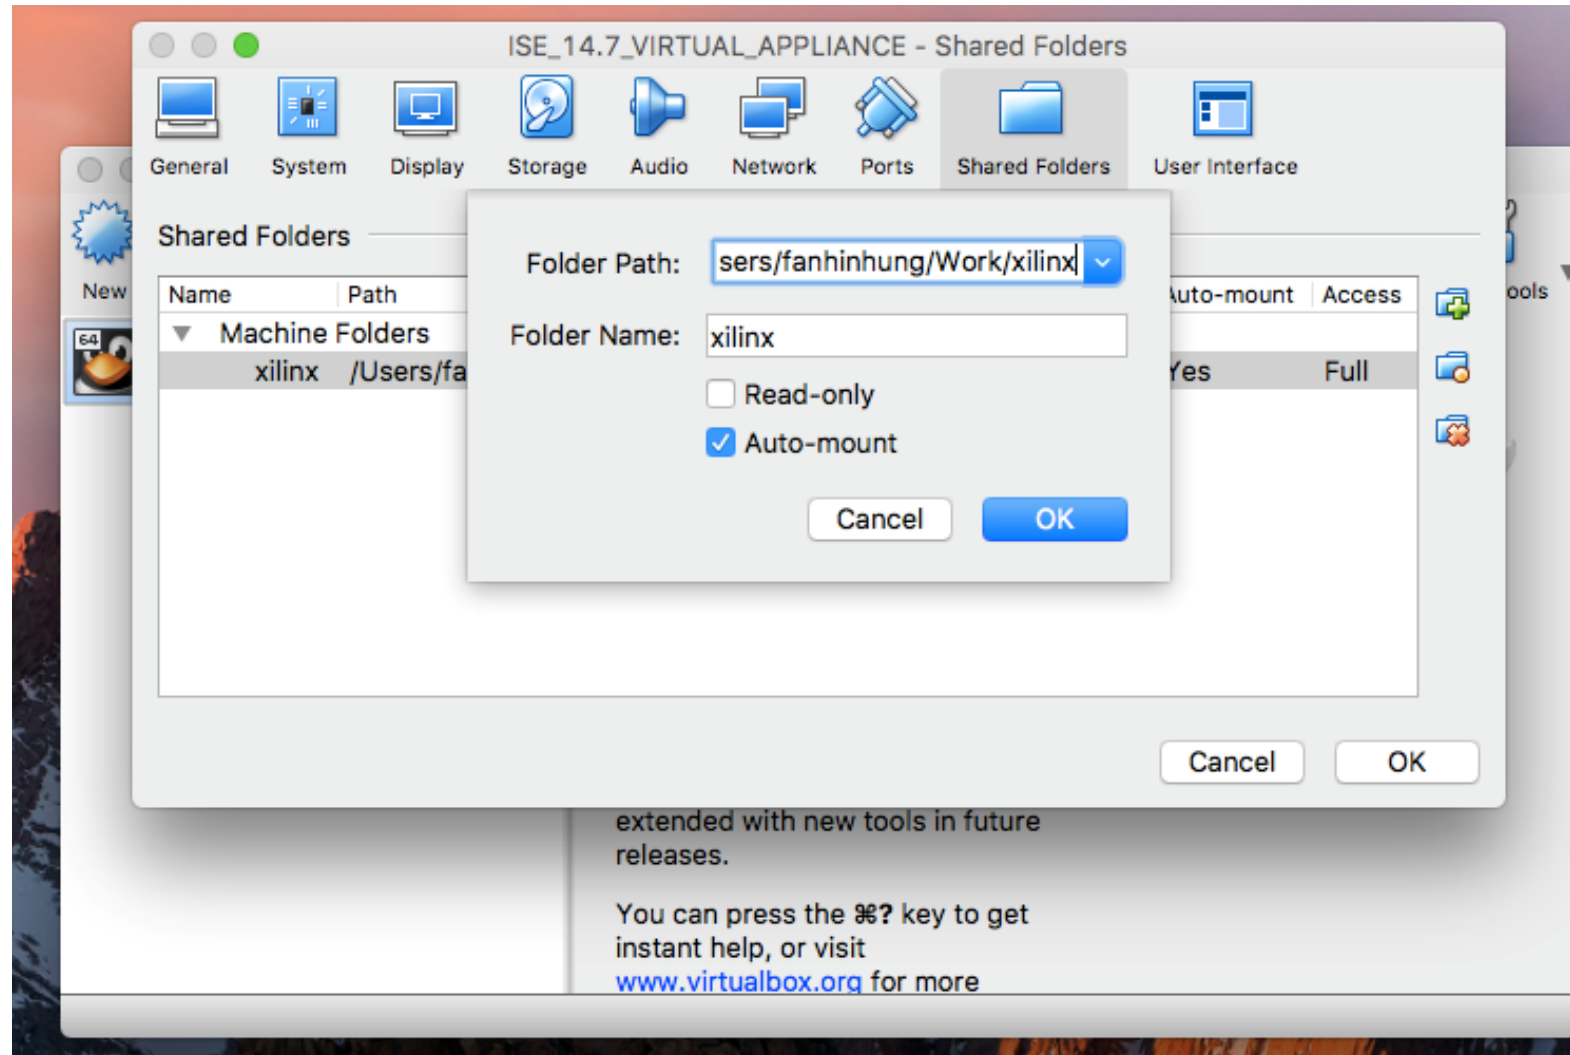 ISE_14.7_VIRTUAL_APPLIANCE - Shared Folders
General System Display Storage Audio Network Ports Shared Folders User Interface
Shared Folders
Folder Path: sers/fanhinhung/Work/xilinx
New
Name Path Auto-mount Access
ools
Machine Folders
Folder Name: xilinx
64
xilinx /Users/fa Yes Full
Read-only
Auto-mount
Cancel OK
Cancel OK
extended with new tools in future
releases.
You can press the ⌘? key to get
instant help, or visit
www.virtualbox.org for more